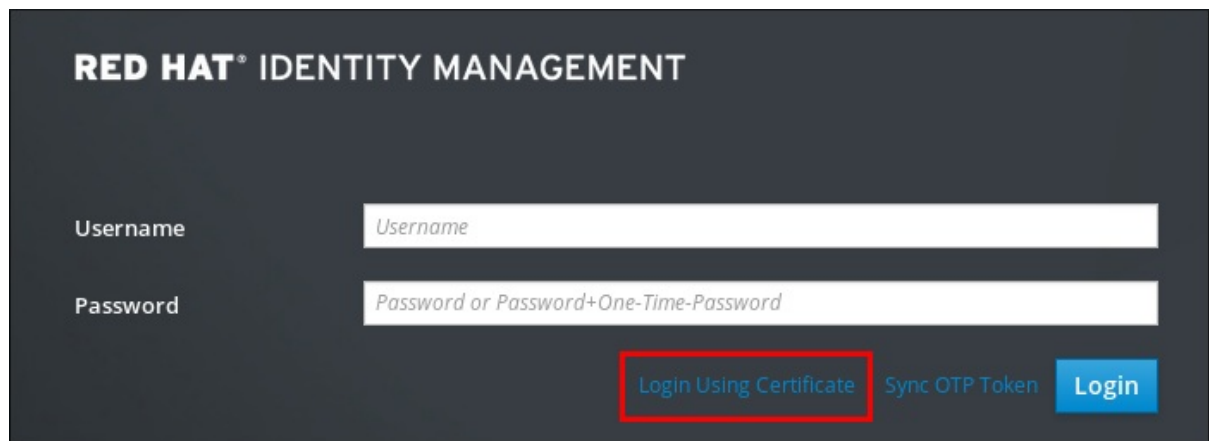 RED HAT® IDENTITY MANAGEMENT
Username Username
Password Password or Password+One-Time-Password
Login Using Certificate Sync OTP Token Login